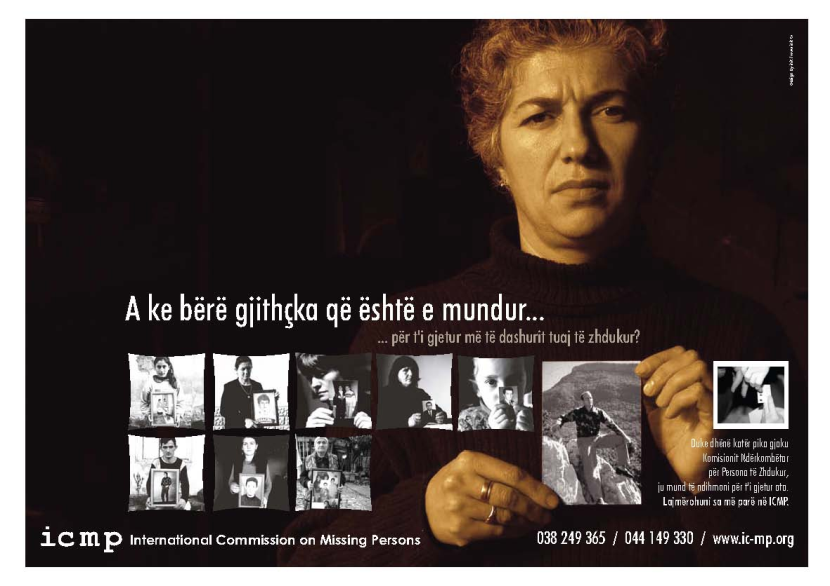 A ke bërë gjithçka që është e mundur...
... për t'i gjetur më të dashurit tuaj të zhdukur?
Duke dhënë katër pika gjaku
Komisionit Ndërkombëtar
për Persona të Zhdukur,
ju mund të ndihmoni për t'i gjetur ata.
Lajmërohuni sa më parë në ICMP.
icmp International Commission on Missing Persons
038 249 365 / 044 149 330 / www.ic-mp.org